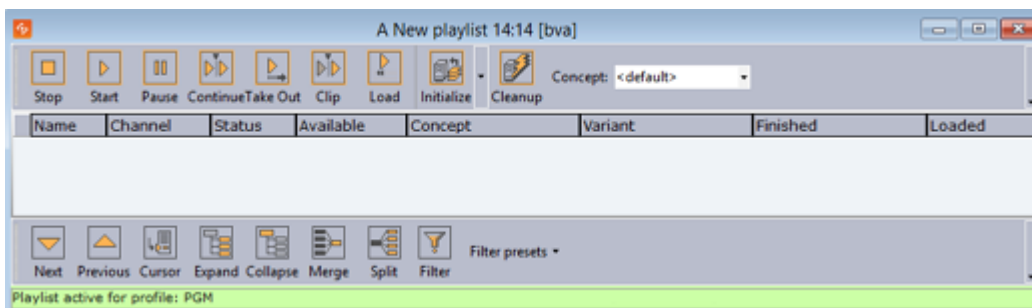 A New playlist 14:14 [bva]
Stop Start Pause Continue Take Out Clip Load Initialize Cleanup Concept: <default>
Name Channel Status Available Concept Variant Finished Loaded
Next Previous Cursor Expand Collapse Merge Split Filter Filter presets
Playlist active for profile: PGM